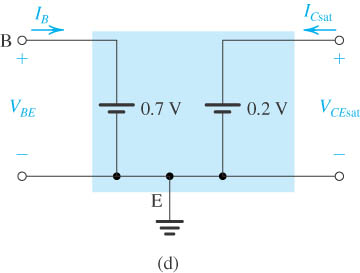 I_B
I_Csat
B
+
+
V_BE
0.7 V
0.2 V
V_CEsat
−
−
E
(d)